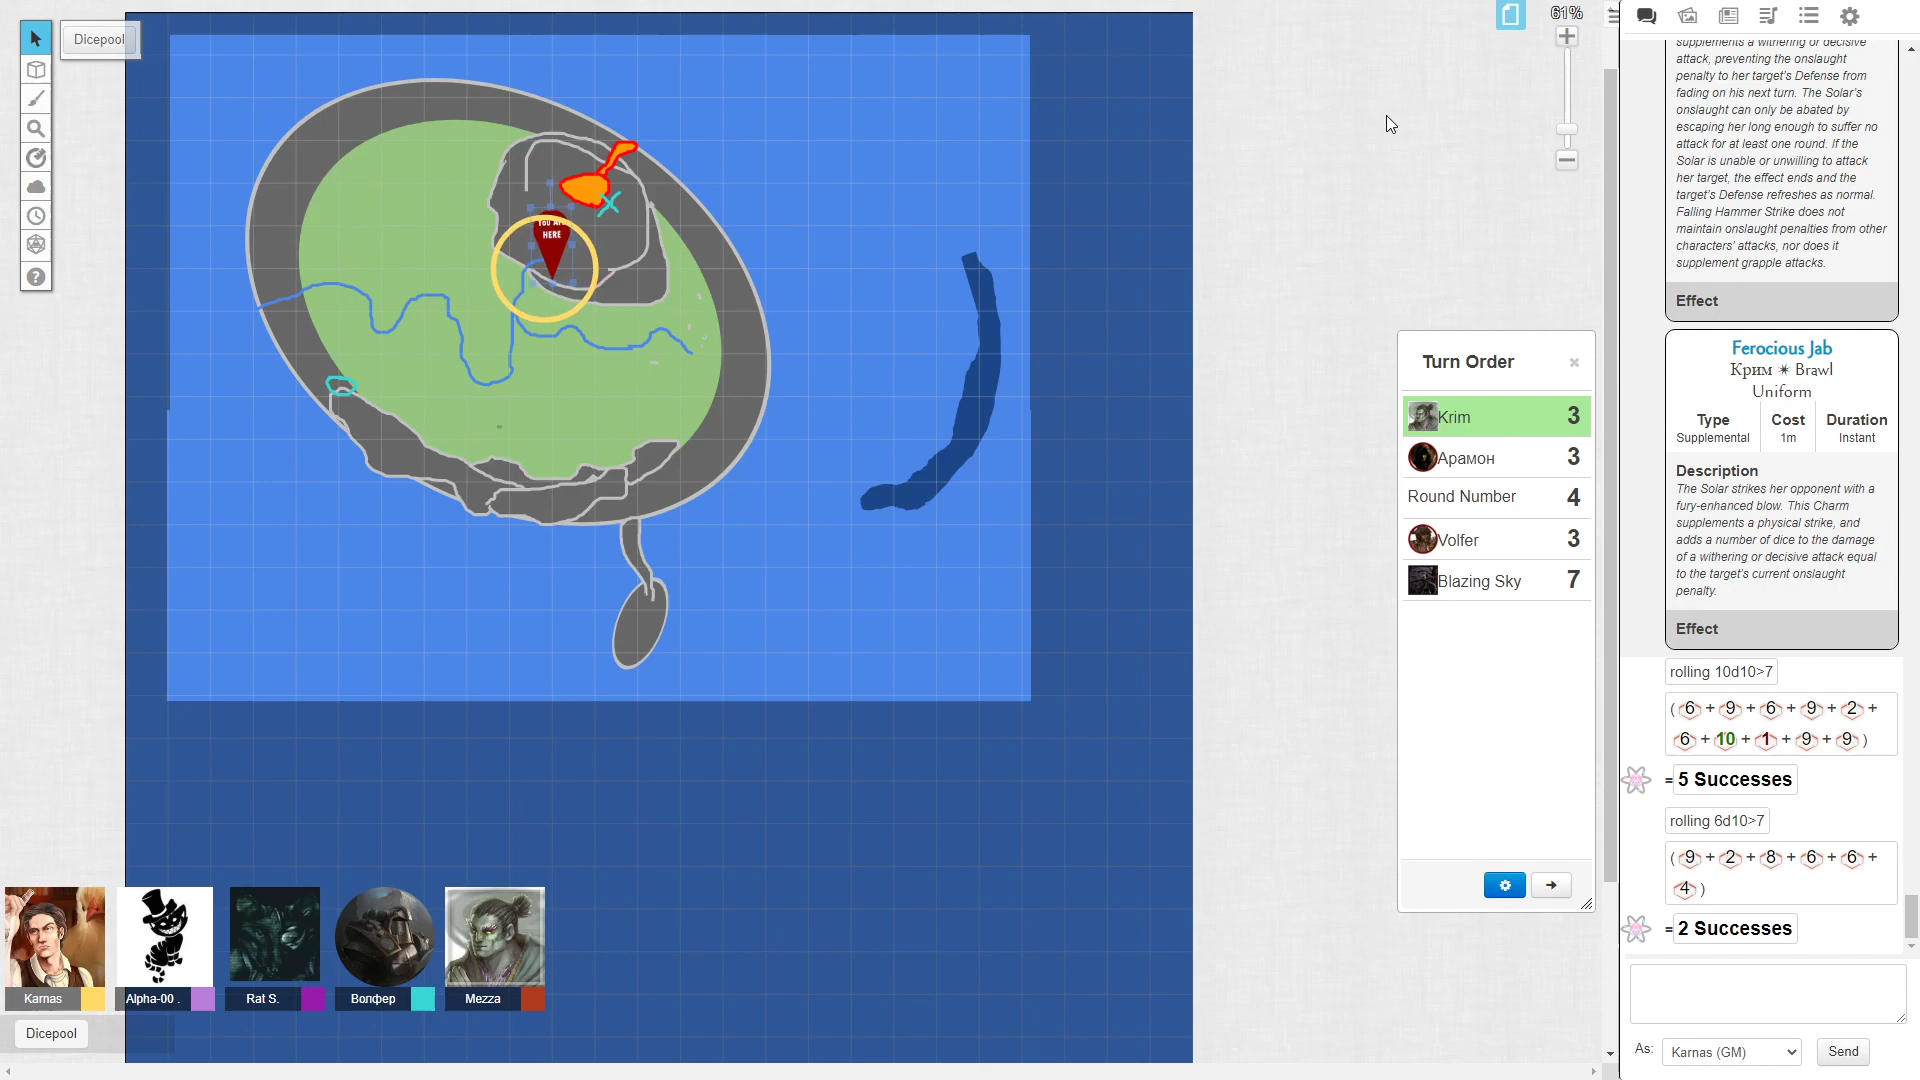 Dicepool
61%
YOU ARE
HERE
Turn Order
Krim 3
Арамон 3
Round Number 4
Volfer 3
Blazing Sky 7
supplements a withering or decisive
attack, preventing the onslaught
penalty to her target's Defense from
fading on his next turn. The Solar's
onslaught can only be abated by
escaping her long enough to suffer no
attack for at least one round. If the
Solar is unable or unwilling to attack
her target, the effect ends and the
target's Defense refreshes as normal.
Falling Hammer Strike does not
maintain onslaught penalties from other
characters' attacks, nor does it
supplement grapple attacks.
Effect
Ferocious Jab
Крим ✴ Brawl
Uniform
Type Cost Duration
Supplemental 1m Instant
Description
The Solar strikes her opponent with a
fury-enhanced blow. This Charm
supplements a physical strike, and
adds a number of dice to the damage
of a withering or decisive attack equal
to the target's current onslaught
penalty.
Effect
rolling 10d10>7
(6+9+6+9+2+
6+10+1+9+9)
=5 Successes
rolling 6d10>7
(9+2+8+6+6+
4)
=2 Successes
As: Karnas (GM) Send
Karnas Alpha-00 . Rat S. Волфер Mezza
Dicepool